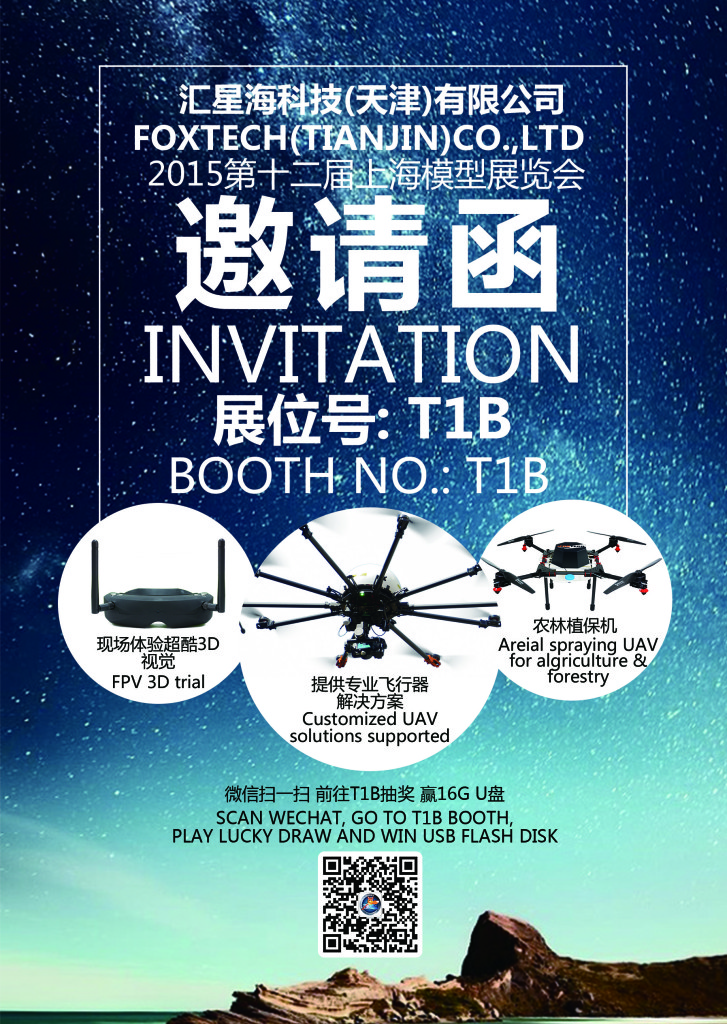 汇星海科技(天津)有限公司
FOXTECH(TIANJIN)CO.,LTD
2015第十二届上海模型展览会
邀请函
INVITATION
展位号: T1B
BOOTH NO.: T1B
现场体验超酷3D
视觉
FPV 3D trial
提供专业飞行器
解决方案
Customized UAV
solutions supported
农林植保机
Areial spraying UAV
for algriculture &
forestry
微信扫一扫 前往T1B抽奖 赢16G U盘
SCAN WECHAT, GO TO T1B BOOTH,
PLAY LUCKY DRAW AND WIN USB FLASH DISK